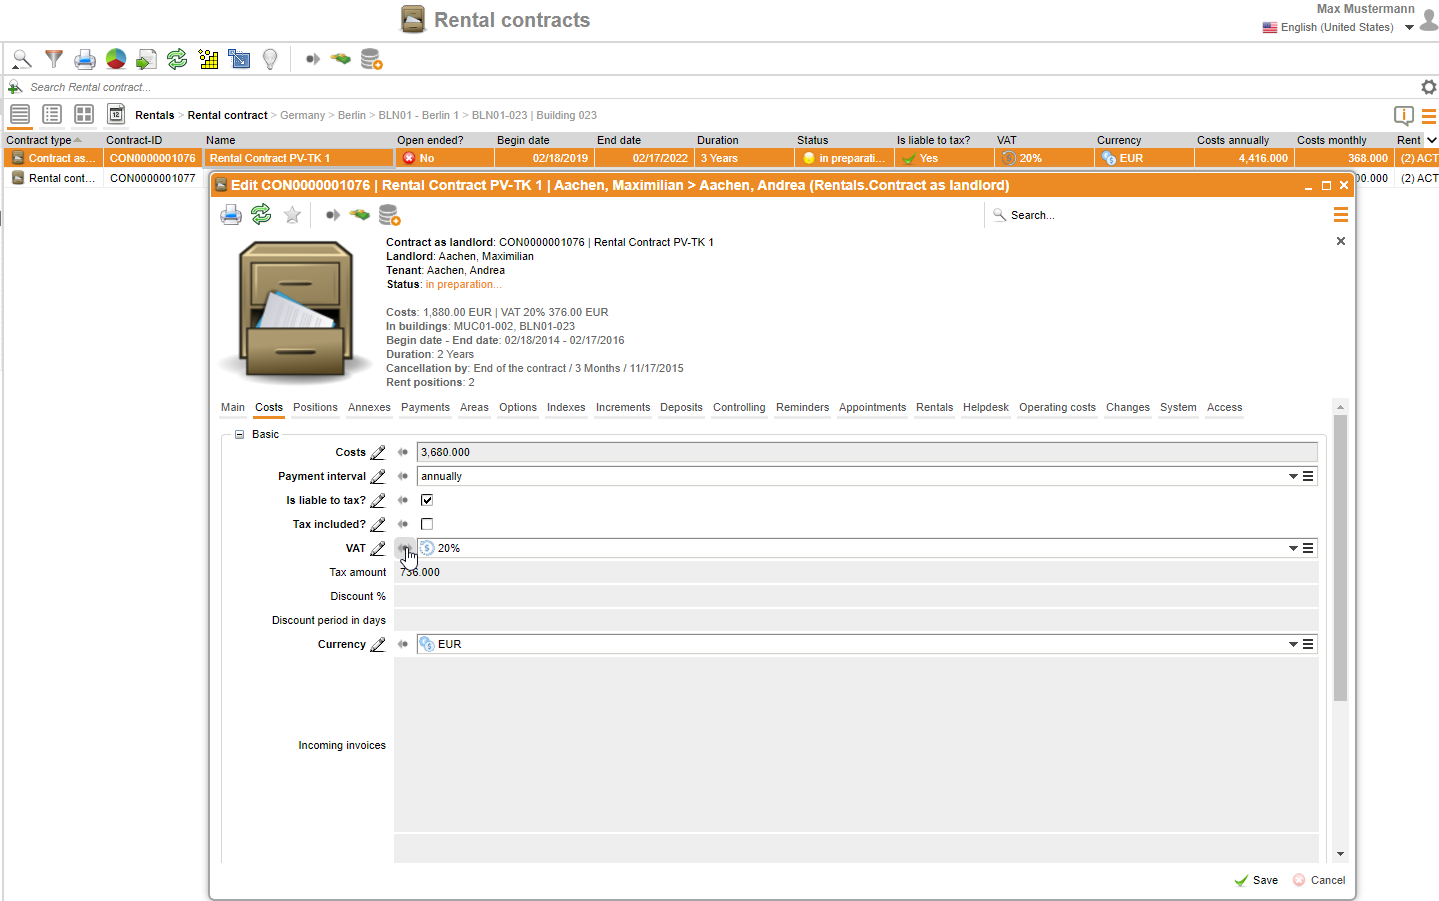 Rental contracts
Max Mustermann
English (United States)
Search Rental contract...
12
Rentals > Rental contract > Germany > Berlin > BLN01 - Berlin 1 > BLN01-023 | Building 023
Contract type Contract-ID Name Open ended? Begin date End date Duration Status Is liable to tax? VAT Currency Costs annually Costs monthly Rent
Contract as... CON0000001076 Rental Contract PV-TK 1 No 02/18/2019 02/17/2022 3 Years in preparati... Yes 20% EUR 4,416.000 368.000 (2) ACT
Rental cont... CON0000001077 00.000 (2) ACT
Edit CON0000001076 | Rental Contract PV-TK 1 | Aachen, Maximilian > Aachen, Andrea (Rentals.Contract as landlord)
Search...
Contract as landlord: CON0000001076 | Rental Contract PV-TK 1
Landlord: Aachen, Maximilian
Tenant: Aachen, Andrea
Status: in preparation...
Costs: 1,880.00 EUR | VAT 20% 376.00 EUR
In buildings: MUC01-002, BLN01-023
Begin date - End date: 02/18/2014 - 02/17/2016
Duration: 2 Years
Cancellation by: End of the contract / 3 Months / 11/17/2015
Rent positions: 2
Main Costs Positions Annexes Payments Areas Options Indexes Increments Deposits Controlling Reminders Appointments Rentals Helpdesk Operating costs Changes System Access
Basic
Costs 3,680.000
Payment interval annually
Is liable to tax?
Tax included?
VAT 20%
Tax amount 736.000
Discount %
Discount period in days
Currency EUR
Incoming invoices
Save Cancel